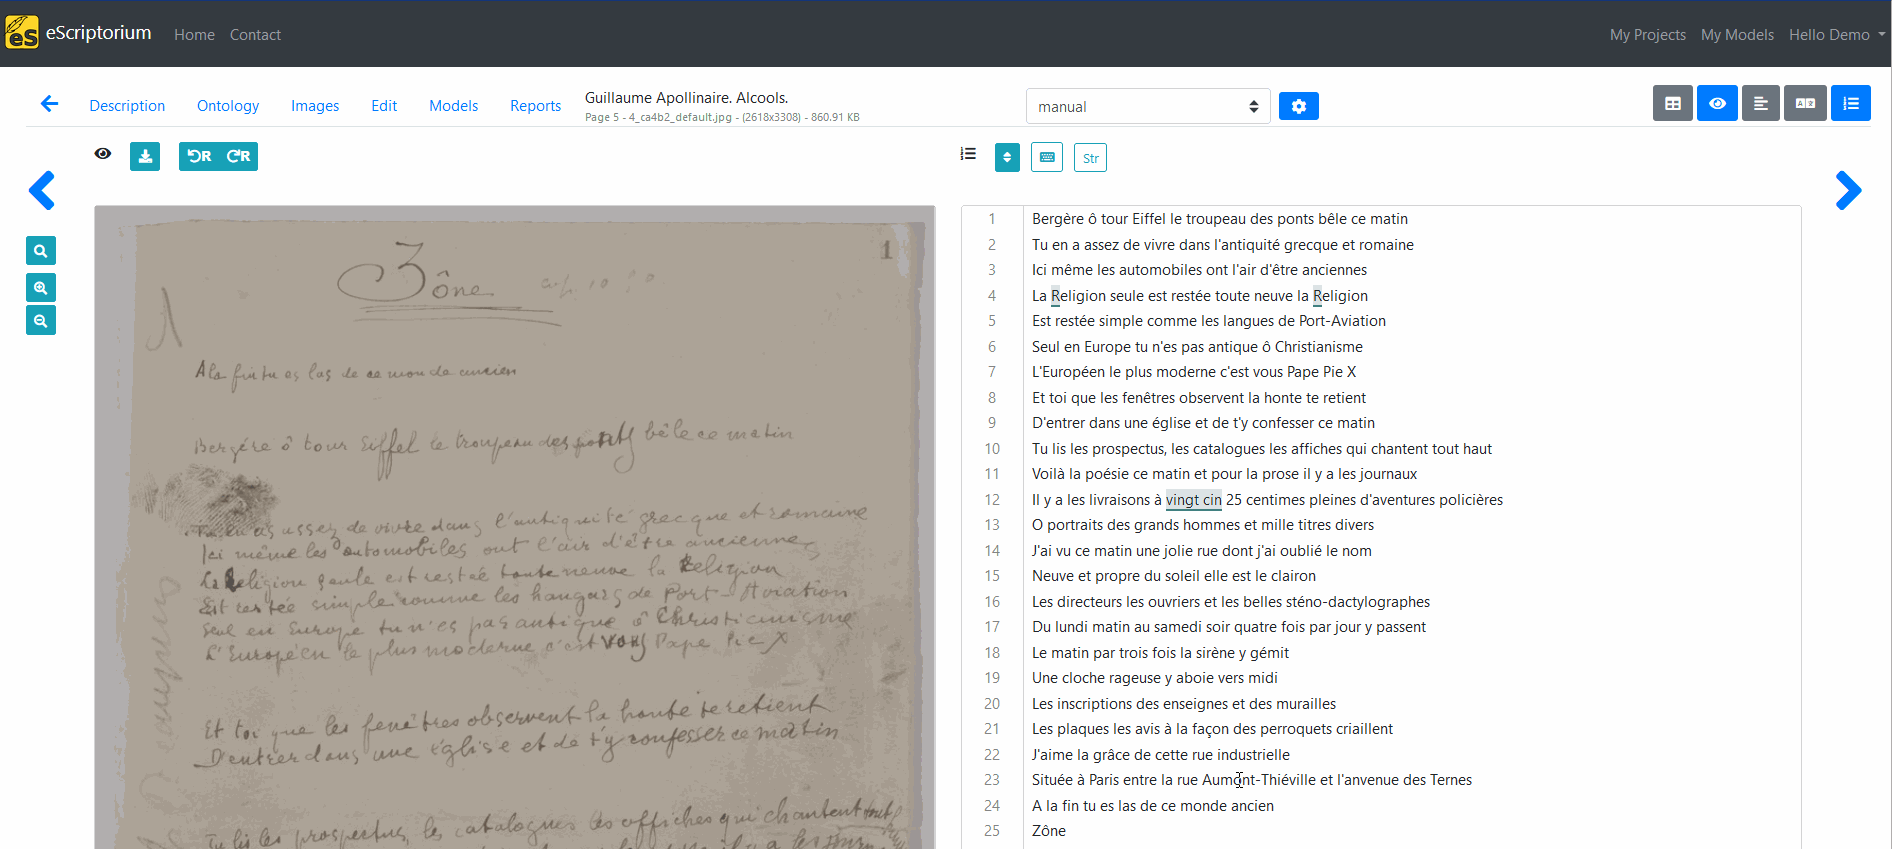 eScriptorium Home Contact My Projects My Models Hello Demo
Description Ontology Images Edit Models Reports
Guillaume Apollinaire. Alcools.
Page 5 - 4_ca4b2_default.jpg - (2618x3308) - 860.91 KB
manual
R R
Str
Zône
1
A la fin tu es las de ce monde ancien
Bergère ô tour Eiffel le troupeau des ponts bêle ce matin
Tu en as assez de vivre dans l'antiquité grecque et romaine
Ici même les automobiles ont l'air d'être anciennes
La Religion seule est restée toute neuve la Religion
Est restée simple comme les hangars de Port-Aviation
Seul en Europe tu n'es pas antique ô Christianisme
L'Européen le plus moderne c'est vous Pape Pie X
Et toi que les fenêtres observent la honte te retient
D'entrer dans une église et de t'y confesser ce matin
Tu lis les prospectus, les catalogues les affiches qui chantent tout
1 Bergère ô tour Eiffel le troupeau des ponts bêle ce matin
2 Tu en a assez de vivre dans l'antiquité grecque et romaine
3 Ici même les automobiles ont l'air d'être anciennes
4 La Religion seule est restée toute neuve la Religion
5 Est restée simple comme les langues de Port-Aviation
6 Seul en Europe tu n'es pas antique ô Christianisme
7 L'Européen le plus moderne c'est vous Pape Pie X
8 Et toi que les fenêtres observent la honte te retient
9 D'entrer dans une église et de t'y confesser ce matin
10 Tu lis les prospectus, les catalogues les affiches qui chantent tout haut
11 Voilà la poésie ce matin et pour la prose il y a les journaux
12 Il y a les livraisons à vingt cin 25 centimes pleines d'aventures policières
13 O portraits des grands hommes et mille titres divers
14 J'ai vu ce matin une jolie rue dont j'ai oublié le nom
15 Neuve et propre du soleil elle est le clairon
16 Les directeurs les ouvriers et les belles sténo-dactylographes
17 Du lundi matin au samedi soir quatre fois par jour y passent
18 Le matin par trois fois la sirène y gémit
19 Une cloche rageuse y aboie vers midi
20 Les inscriptions des enseignes et des murailles
21 Les plaques les avis à la façon des perroquets criaillent
22 J'aime la grâce de cette rue industrielle
23 Située à Paris entre la rue Aumont-Thiéville et l'anvenue des Ternes
24 A la fin tu es las de ce monde ancien
25 Zône